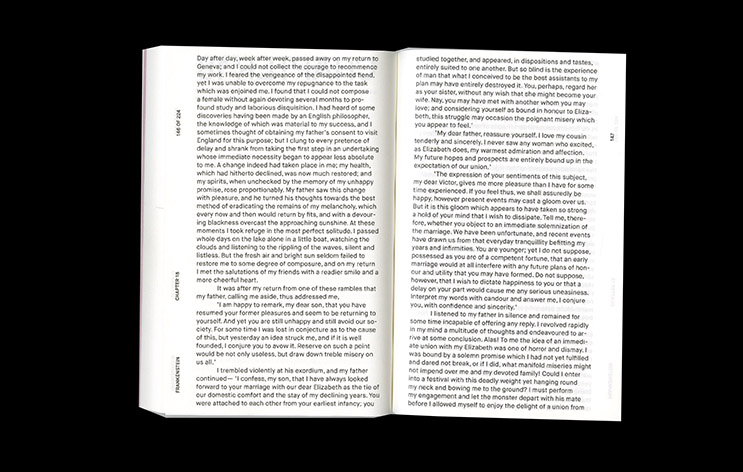 Day after day, week after week, passed away on my return to
Geneva; and I could not collect the courage to recommence
my work. I feared the vengeance of the disappointed fiend,
yet I was unable to overcome my repugnance to the task
which was enjoined me. I found that I could not compose
a female without again devoting several months to pro-
found study and laborious disquisition. I had heard of some
discoveries having been made by an English philosopher,
the knowledge of which was material to my success, and I
sometimes thought of obtaining my father's consent to visit
England for this purpose; but I clung to every pretence of
delay and shrank from taking the first step in an undertaking
whose immediate necessity began to appear less absolute
to me. A change indeed had taken place in me; my health,
which had hitherto declined, was now much restored; and
my spirits, when unchecked by the memory of my unhappy
promise, rose proportionably. My father saw this change
with pleasure, and he turned his thoughts towards the best
method of eradicating the remains of my melancholy, which
every now and then would return by fits, and with a devour-
ing blackness overcast the approaching sunshine. At these
moments I took refuge in the most perfect solitude. I passed
whole days on the lake alone in a little boat, watching the
clouds and listening to the rippling of the waves, silent and
listless. But the fresh air and bright sun seldom failed to
restore me to some degree of composure, and on my return
I met the salutations of my friends with a readier smile and a
more cheerful heart.
It was after my return from one of these rambles that
my father, calling me aside, thus addressed me,
'I am happy to remark, my dear son, that you have
resumed your former pleasures and seem to be returning to
yourself. And yet you are still unhappy and still avoid our so-
ciety. For some time I was lost in conjecture as to the cause
of this, but yesterday an idea struck me, and if it is well
founded, I conjure you to avow it. Reserve on such a point
would be not only useless, but draw down treble misery on
us all.'
I trembled violently at his exordium, and my father
continued— 'I confess, my son, that I have always looked
forward to your marriage with our dear Elizabeth as the tie of
our domestic comfort and the stay of my declining years. You
were attached to each other from your earliest infancy; you
146 OF 224
CHAPTER 18
FRANKENSTEIN
studied together, and appeared, in dispositions and tastes,
entirely suited to one another. But so blind is the experience
of man that what I conceived to be the best assistants to my
plan may have entirely destroyed it. You, perhaps, regard her
as your sister, without any wish that she might become your
wife. Nay, you may have met with another whom you may
love; and considering yourself as bound in honour to Eliza-
beth, this struggle may occasion the poignant misery which
you appear to feel.'
'My dear father, reassure yourself. I love my cousin
tenderly and sincerely. I never saw any woman who excited,
as Elizabeth does, my warmest admiration and affection.
My future hopes and prospects are entirely bound up in the
expectation of our union.'
'The expression of your sentiments of this subject,
my dear Victor, gives me more pleasure than I have for some
time experienced. If you feel thus, we shall assuredly be
happy, however present events may cast a gloom over us.
But it is this gloom which appears to have taken so strong
a hold of your mind that I wish to dissipate. Tell me, there-
fore, whether you object to an immediate solemnization of
the marriage. We have been unfortunate, and recent events
have drawn us from that everyday tranquillity befitting my
years and infirmities. You are younger; yet I do not suppose,
possessed as you are of a competent fortune, that an early
marriage would at all interfere with any future plans of hon-
our and utility that you may have formed. Do not suppose,
however, that I wish to dictate happiness to you or that a
delay on your part would cause me any serious uneasiness.
Interpret my words with candour and answer me, I conjure
you, with confidence and sincerity.'
I listened to my father in silence and remained for
some time incapable of offering any reply. I revolved rapidly
in my mind a multitude of thoughts and endeavoured to ar-
rive at some conclusion. Alas! To me the idea of an immedi-
ate union with my Elizabeth was one of horror and dismay. I
was bound by a solemn promise which I had not yet fulfilled
and dared not break, or if I did, what manifold miseries might
not impend over me and my devoted family! Could I enter
into a festival with this deadly weight yet hanging round
my neck and bowing me to the ground? I must perform
my engagement and let the monster depart with his mate
before I allowed myself to enjoy the delight of a union from
147